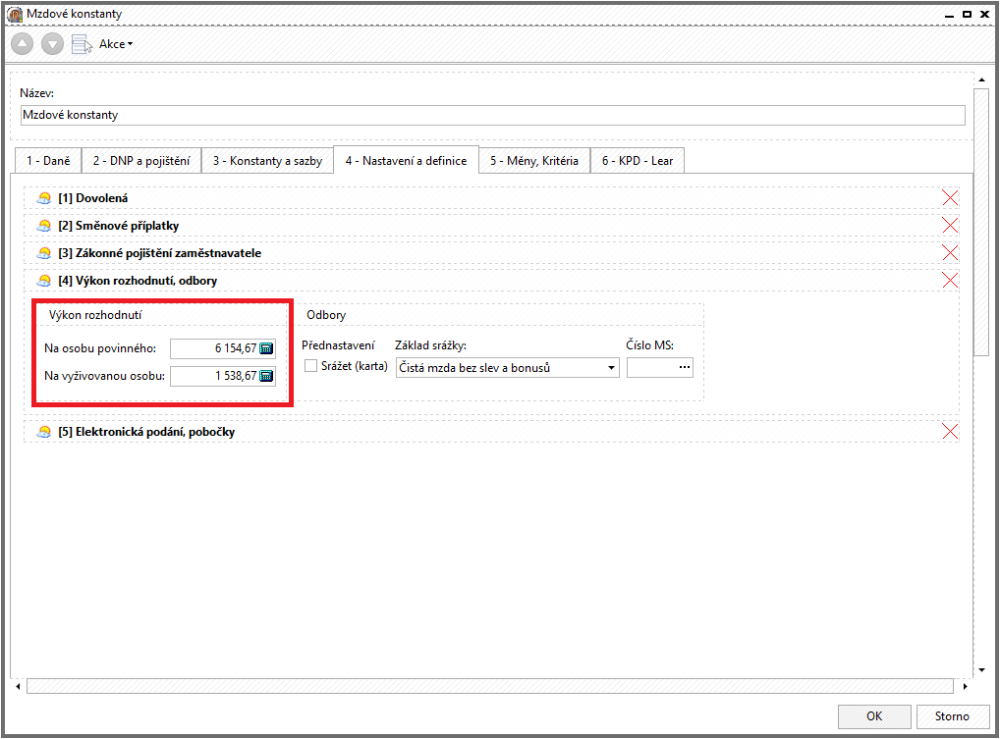 Mzdové konstanty
Akce
Název:
Mzdové konstanty
1 - Daně 2 - DNP a pojištění 3 - Konstanty a sazby 4 - Nastavení a definice 5 - Měny, Kritéria 6 - KPD - Lear
[1] Dovolená
[2] Směnové příplatky
[3] Zákonné pojištění zaměstnavatele
[4] Výkon rozhodnutí, odbory
Výkon rozhodnutí
Na osobu povinného: 6 154,67
Na vyživovanou osobu: 1 538,67
Odbory
Přednastavení Základ srážky: Číslo MS:
Srážet (karta) Čistá mzda bez slev a bonusů ...
[5] Elektronická podání, pobočky
OK Storno